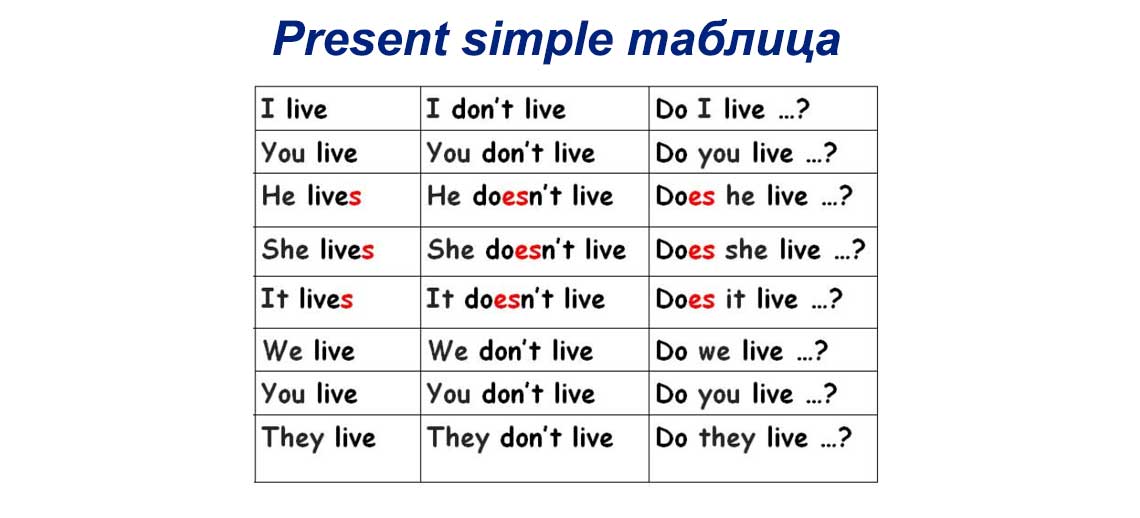 Present simple таблица
I live I don't live Do I live ...?
You live You don't live Do you live ...?
He lives He doesn't live Does he live ...?
She lives She doesn't live Does she live ...?
It lives It doesn't live Does it live ...?
We live We don't live Do we live ...?
You live You don't live Do you live ...?
They live They don't live Do they live ...?